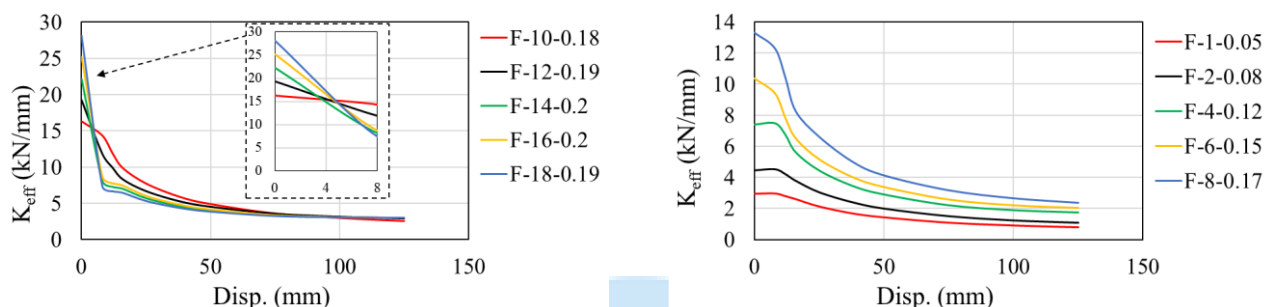 K_eff (kN/mm)
30
25
20
15
10
5
0
0
50
100
150
Disp. (mm)
30
25
20
15
10
5
0
0
4
8
F-10-0.18
F-12-0.19
F-14-0.2
F-16-0.2
F-18-0.19
K_eff (kN/mm)
14
12
10
8
6
4
2
0
0
50
100
150
Disp. (mm)
F-1-0.05
F-2-0.08
F-4-0.12
F-6-0.15
F-8-0.17